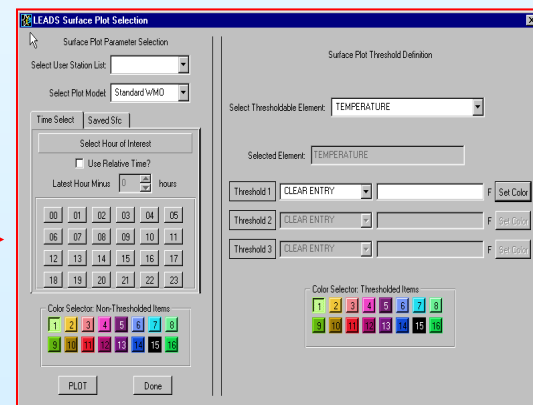 LEADS Surface Plot Selection
Surface Plot Parameter Selection
Select User Station List:
Select Plot Model: Standard WMO
Time Select Saved Sfc
Select Hour of Interest
Use Relative Time?
Latest Hour Minus 0 hours
00 01 02 03 04 05
06 07 08 09 10 11
12 13 14 15 16 17
18 19 20 21 22 23
Color Selector: Non-Thresholded Items
1 2 3 4 5 6 7 8
9 10 11 12 13 14 15 16
PLOT Done
Surface Plot Threshold Definition
Select Thresholdable Element: TEMPERATURE
Selected Element: TEMPERATURE
Threshold 1 CLEAR ENTRY F Set Color
Threshold 2 CLEAR ENTRY F Set Color
Threshold 3 CLEAR ENTRY F Set Color
Color Selector: Thresholded Items
1 2 3 4 5 6 7 8
9 10 11 12 13 14 15 16